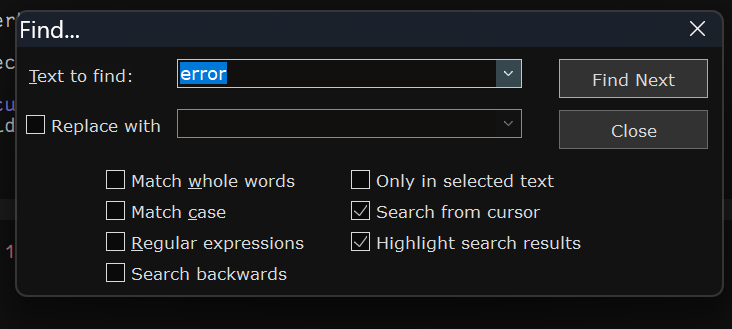 Find...
Text to find: error Find Next
Replace with Close
Match whole words Only in selected text
Match case Search from cursor
Regular expressions Highlight search results
Search backwards
1